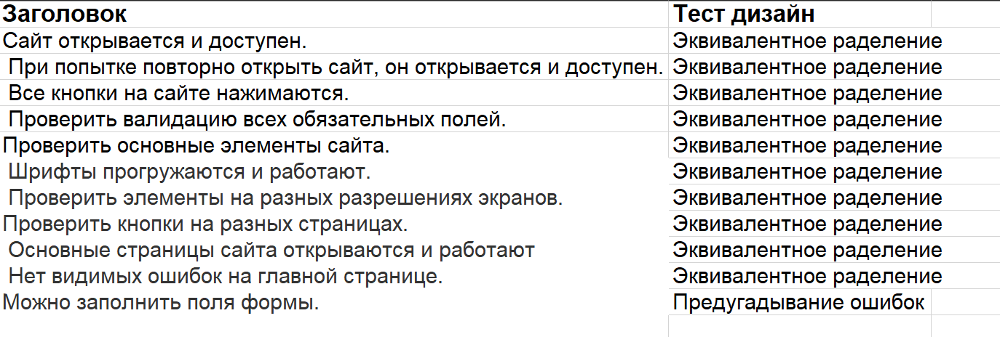 Заголовок Тест дизайн
Сайт открывается и доступен. Эквивалентное раделение
При попытке повторно открыть сайт, он открывается и доступен. Эквивалентное раделение
Все кнопки на сайте нажимаются. Эквивалентное раделение
Проверить валидацию всех обязательных полей. Эквивалентное раделение
Проверить основные элементы сайта. Эквивалентное раделение
Шрифты прогружаются и работают. Эквивалентное раделение
Проверить элементы на разных разрешениях экранов. Эквивалентное раделение
Проверить кнопки на разных страницах. Эквивалентное раделение
Основные страницы сайта открываются и работают Эквивалентное раделение
Нет видимых ошибок на главной странице. Эквивалентное раделение
Можно заполнить поля формы. Предугадывание ошибок